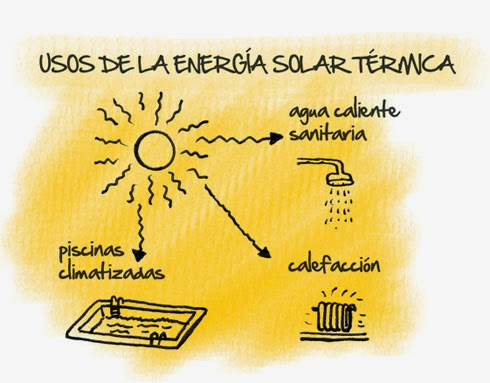 USOS DE LA ENERGÍA SOLAR TÉRMICA
agua caliente
sanitaria
piscinas
climatizadas
calefacción